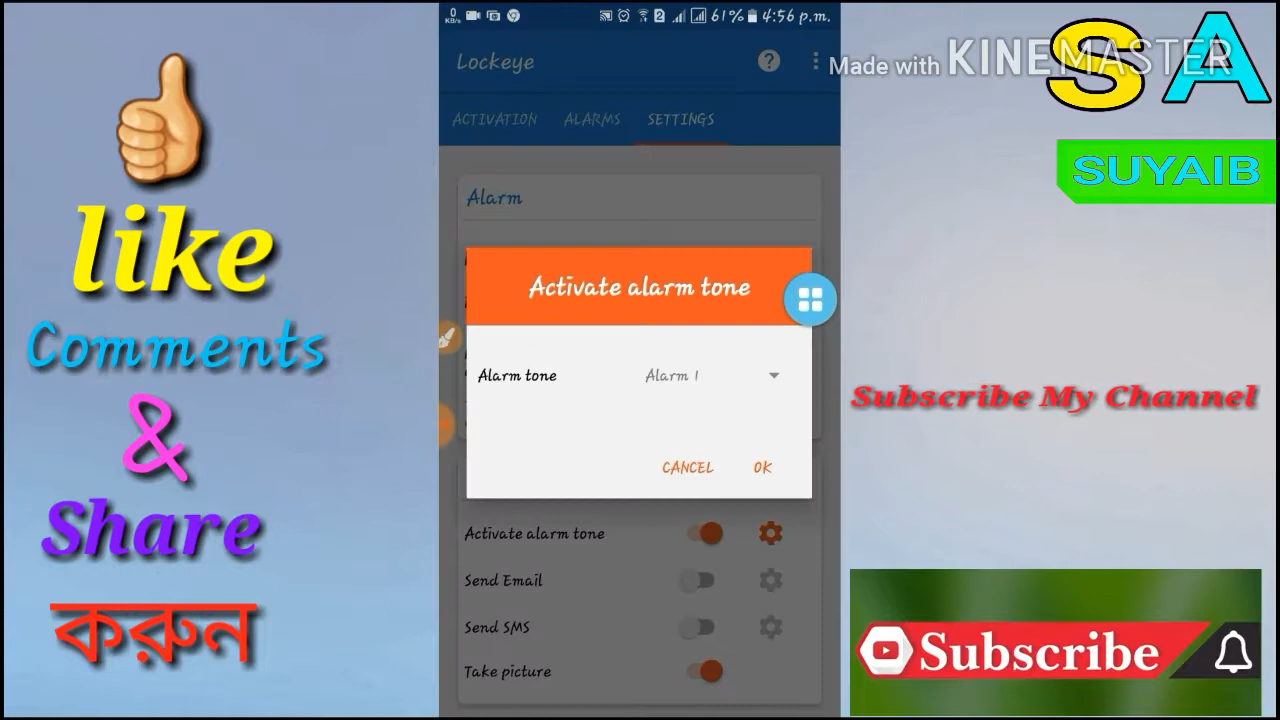 like
Comments
&
Share
করুন
0
KB/s
2
61%
4:56 p.m.
Lockeye
?
ACTIVATION ALARMS SETTINGS
Alarm
Activate alarm tone
Alarm tone Alarm 1
CANCEL OK
Activate alarm tone
Send Email
Send SMS
Take picture
Made with KINEMASTER
SA
SUYAIB
Subscribe My Channel
Subscribe